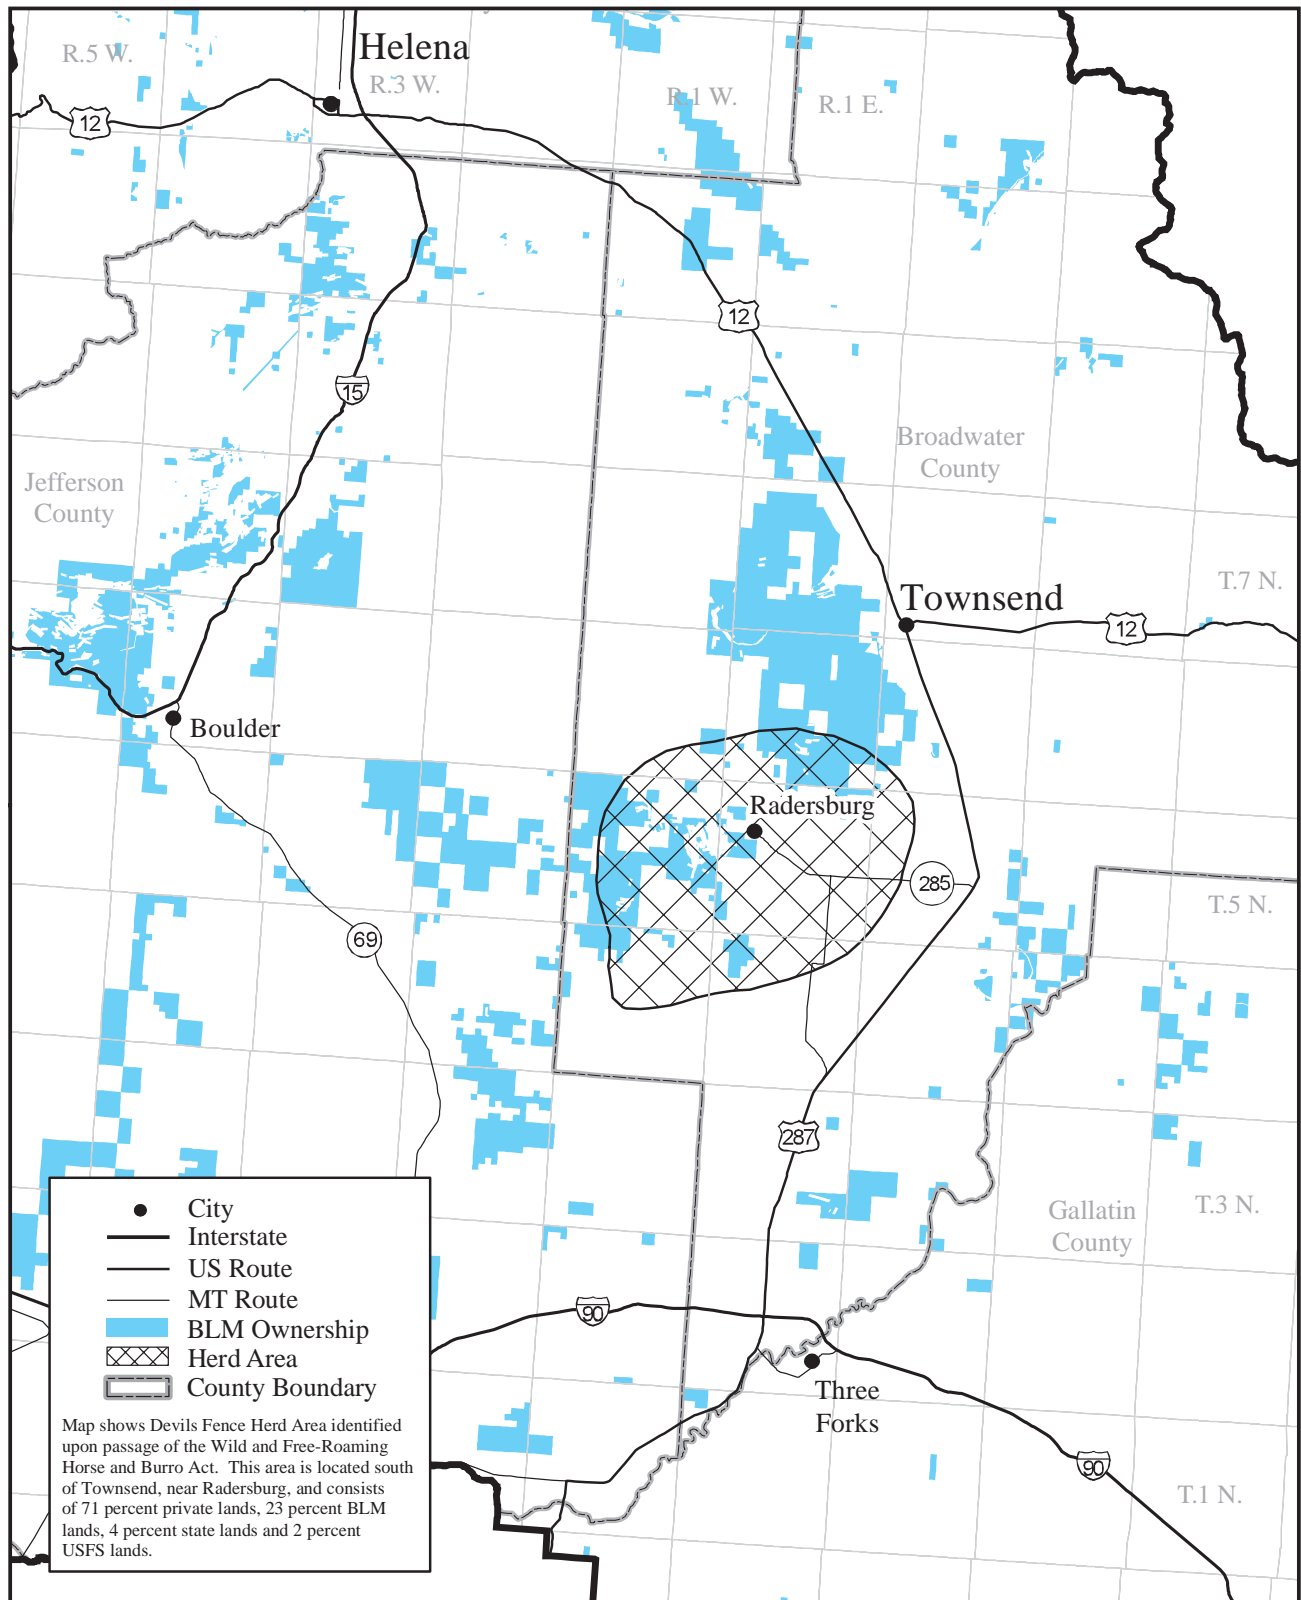 Helena
R.5 W.
R.3 W.
R.1 W.
R.1 E.
12
12
15
Broadwater
County
Jefferson
County
T.7 N.
Townsend
12
Boulder
Radersburg
285
T.5 N.
69
287
Gallatin
County
T.3 N.
90
Three
Forks
90
T.1 N.
City
Interstate
US Route
MT Route
BLM Ownership
Herd Area
County Boundary
Map shows Devils Fence Herd Area identified
upon passage of the Wild and Free-Roaming
Horse and Burro Act.  This area is located south
of Townsend, near Radersburg, and consists
of 71 percent private lands, 23 percent BLM
lands, 4 percent state lands and 2 percent
USFS lands.